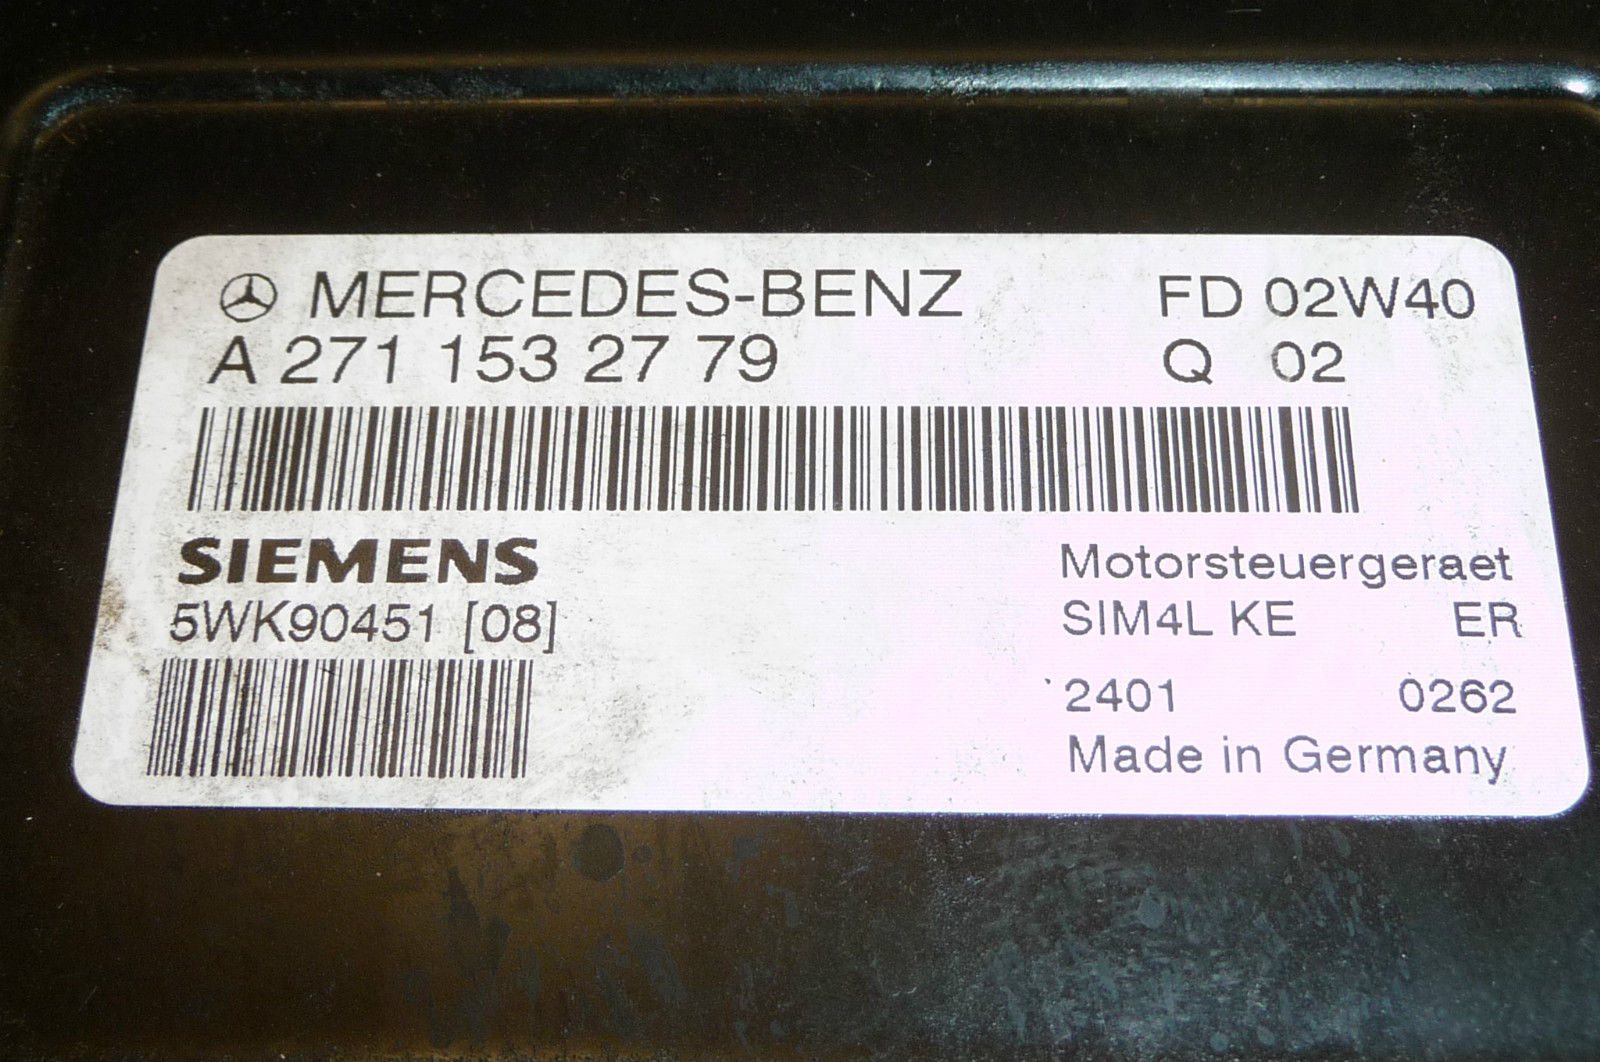 MERCEDES-BENZ FD 02W40
A 271 153 27 79 Q 02
SIEMENS Motorsteuergeraet
5WK90451 [08] SIM4L KE ER
2401 0262
Made in Germany